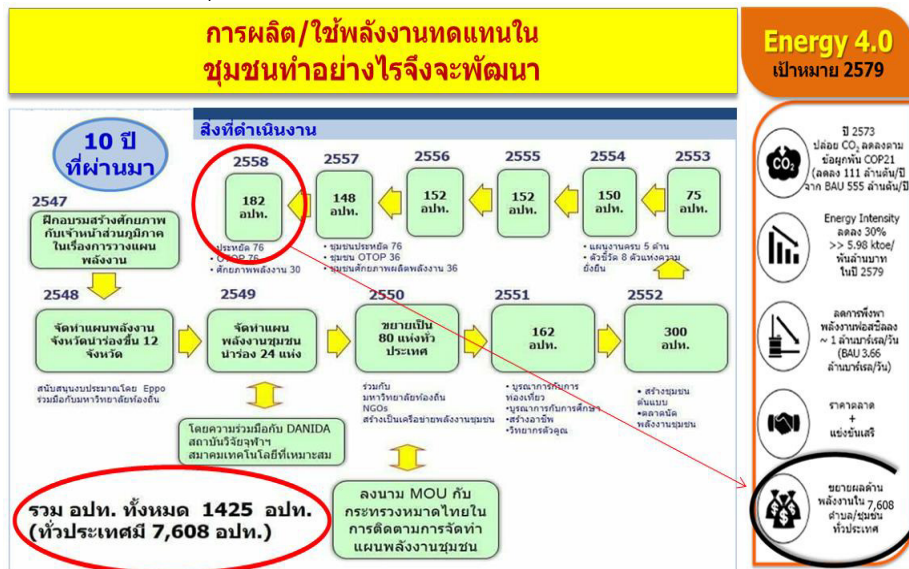 การผลิต/ใช้พลังงานทดแทนใน
ชุมชนทำอย่างไรจึงจะพัฒนา
Energy 4.0
เป้าหมาย 2579
10 ปี
ที่ผ่านมา
สิ่งที่ดำเนินงาน
2558
182
อปท.
2557
148
อปท.
2556
152
อปท.
2555
152
อปท.
2554
150
อปท.
2553
75
อปท.
• ประหยัด 76
• OTOP 76
• ศักยภาพพลังงาน 30
• ชุมชนประหยัด 76
• ชุมชน OTOP 36
• ชุมชนศักยภาพผลิตพลังงาน 36
• แผนงานครบ 5 ด้าน
• ตัวชี้วัด 8 ตัวแห่งความ
ยั่งยืน
2547
ฝึกอบรมสร้างศักยภาพ
กับเจ้าหน้าส่วนภูมิภาค
ในเรื่องการวางแผน
พลังงาน
2548
จัดทำแผนพลังงาน
จังหวัดนำร่องขึ้น 12
จังหวัด
สนับสนุนงบประมาณโดย Eppo
ร่วมมือกับมหาวิทยาลัยท้องถิ่น
2549
จัดทำแผน
พลังงานชุมชน
นำร่อง 24 แห่ง
2550
ขยายเป็น
80 แห่งทั่ว
ประเทศ
ร่วมกับ
มหาวิทยาลัยท้องถิ่น
NGOs
สร้างเป็นเครือข่ายพลังงานชุมชน
2551
162
อปท.
• บูรณาการกับการ
ท่องเที่ยว
•บูรณาการกับการศึกษา
•สร้างอาชีพ
•วิทยากรตัวคูณ
2552
300
อปท.
• สร้างชุมชน
ต้นแบบ
•ตลาดนัด
พลังงานชุมชน
โดยความร่วมมือกับ DANIDA
สถาบันวิจัยจุฬาฯ
สมาคมเทคโนโลยีที่เหมาะสม
ลงนาม MOU กับ
กระทรวงหมาดไทยใน
การติดตามการจัดทำ
แผนพลังงานชุมชน
รวม อปท. ทั้งหมด 1425 อปท.
(ทั่วประเทศมี 7,608 อปท.)
CO₂
ปี 2573
ปล่อย CO₂ ลดลงตาม
ข้อผูกพัน COP21
(ลดลง 111 ล้านตัน/ปี
จาก BAU 555 ล้านตัน/ปี
Energy Intensity
ลดลง 30%
>> 5.98 ktoe/
พันล้านบาท
ในปี 2579
ลดการพึ่งพา
พลังงานฟอสซิลลง
~ 1 ล้านบาร์เรล/วัน
(BAU 3.66
ล้านบาร์เรล/วัน)
ราคาตลาด
+
แข่งขันเสรี
ขยายผลด้าน
พลังงานใน 7,608
ตำบล/ชุมชน
ทั่วประเทศ